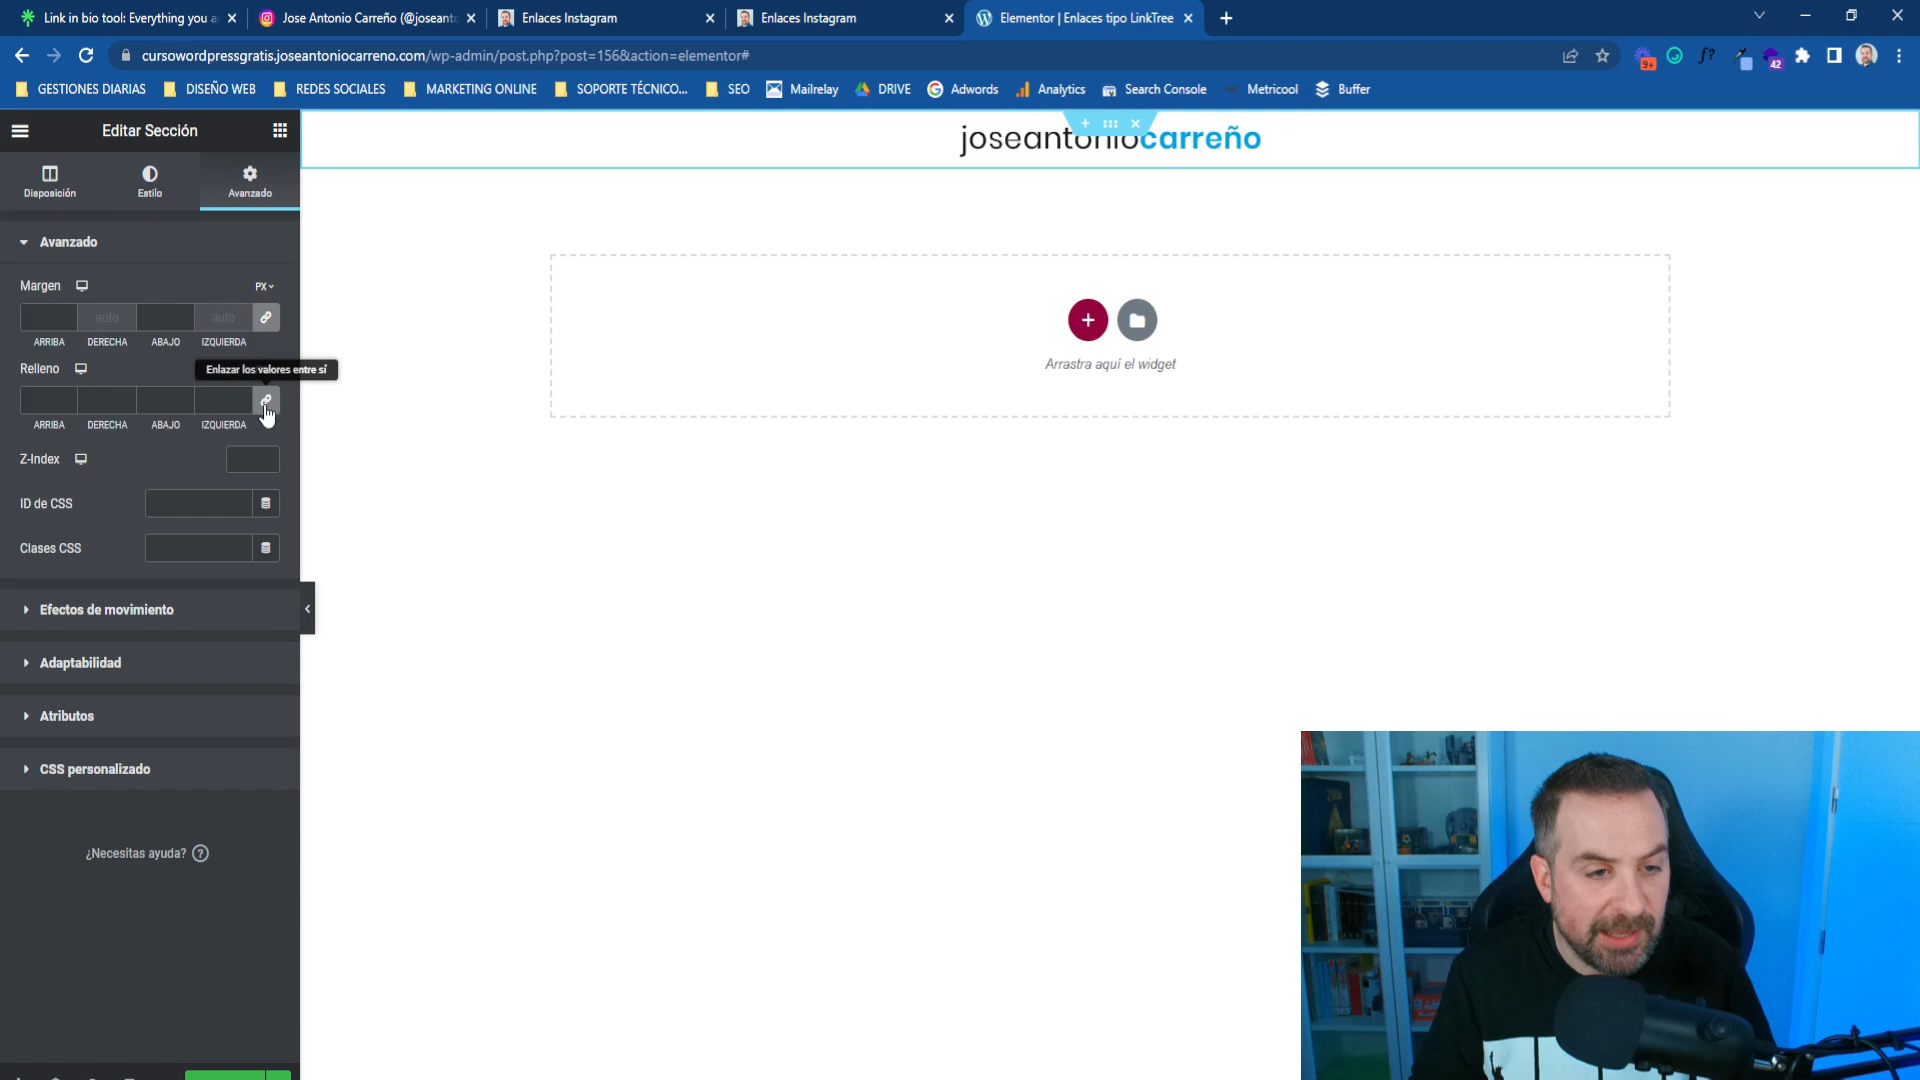 Link in bio tool: Everything you a
Jose Antonio Carreño (@joseant
Enlaces Instagram
Enlaces Instagram
Elementor | Enlaces tipo LinkTree
cursowordpressgratis.joseantoniocarreno.com/wp-admin/post.php?post=156&action=elementor#
f?
9+
42
GESTIONES DIARIAS
DISEÑO WEB
REDES SOCIALES
MARKETING ONLINE
SOPORTE TÉCNICO...
SEO
Mailrelay
DRIVE
Adwords
Analytics
Search Console
Metricool
Buffer
Editar Sección
joseantoniocarreño
Disposición
Estilo
Avanzado
Avanzado
Margen
PX
auto
auto
ARRIBA
DERECHA
ABAJO
IZQUIERDA
Relleno
Enlazar los valores entre sí
Arrastra aquí el widget
ARRIBA
DERECHA
ABAJO
IZQUIERDA
Z-Index
ID de CSS
Clases CSS
Efectos de movimiento
Adaptabilidad
Atributos
CSS personalizado
¿Necesitas ayuda? ?